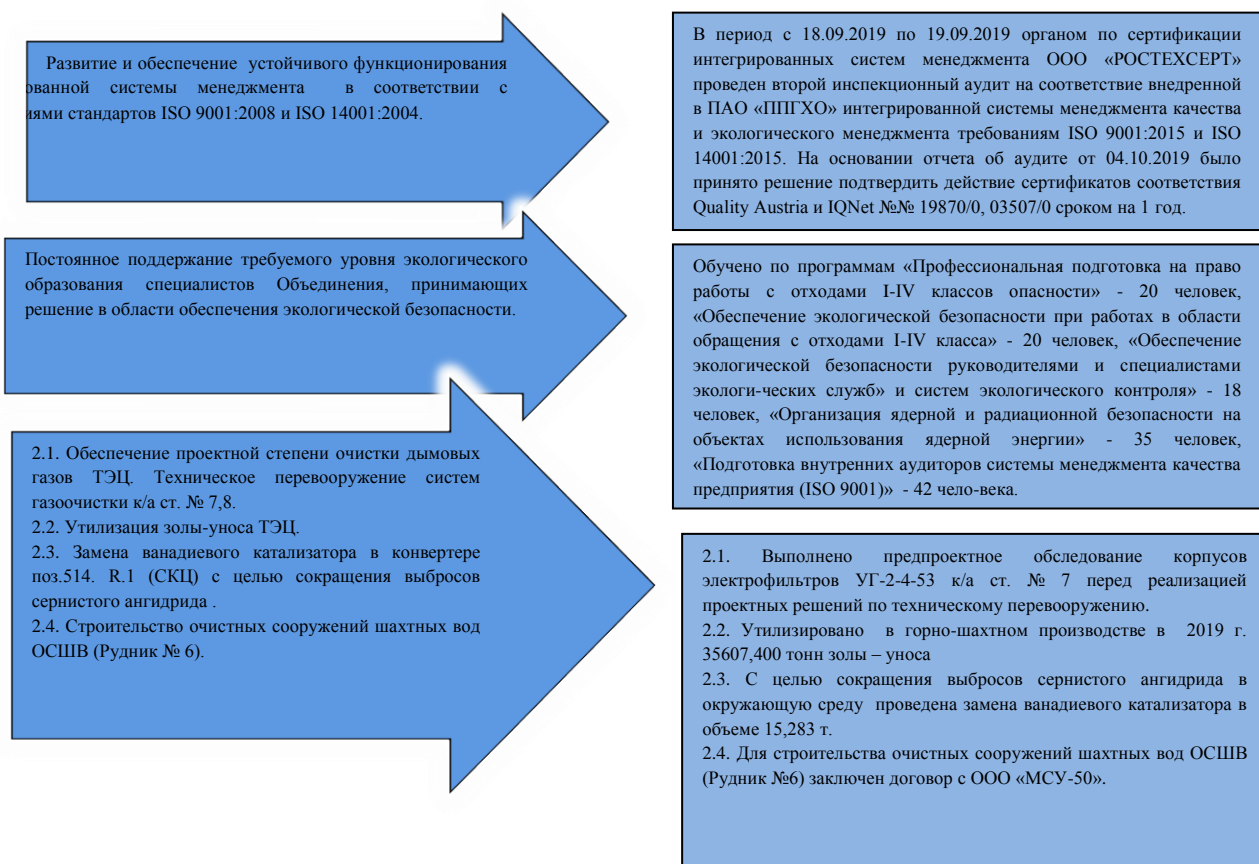 Развитие и обеспечение устойчивого функционирования
ованной системы менеджмента в соответствии с
иями стандартов ISO 9001:2008 и ISO 14001:2004.
В период с 18.09.2019 по 19.09.2019 органом по сертификации
интегрированных систем менеджмента ООО «РОСТЕХСЕРТ»
проведен второй инспекционный аудит на соответствие внедренной
в ПАО «ППГХО» интегрированной системы менеджмента качества
и экологического менеджмента требованиям ISO 9001:2015 и ISO
14001:2015. На основании отчета об аудите от 04.10.2019 было
принято решение подтвердить действие сертификатов соответствия
Quality Austria и IQNet №№ 19870/0, 03507/0 сроком на 1 год.
Постоянное поддержание требуемого уровня экологического
образования специалистов Объединения, принимающих
решение в области обеспечения экологической безопасности.
Обучено по программам «Профессиональная подготовка на право
работы с отходами I-IV классов опасности» - 20 человек,
«Обеспечение экологической безопасности при работах в области
обращения с отходами I-IV класса» - 20 человек, «Обеспечение
экологической безопасности руководителями и специалистами
экологи-ческих служб» и систем экологического контроля» - 18
человек, «Организация ядерной и радиационной безопасности на
объектах использования ядерной энергии» - 35 человек,
«Подготовка внутренних аудиторов системы менеджмента качества
предприятия (ISO 9001)» - 42 чело-века.
2.1. Обеспечение проектной степени очистки дымовых
газов ТЭЦ. Техническое перевооружение систем
газоочистки к/а ст. № 7,8.
2.2. Утилизация золы-уноса ТЭЦ.
2.3. Замена ванадиевого катализатора в конвертере
поз.514. R.1 (СКЦ) с целью сокращения выбросов
сернистого ангидрида .
2.4. Строительство очистных сооружений шахтных вод
ОСШВ (Рудник № 6).
2.1. Выполнено предпроектное обследование корпусов
электрофильтров УГ-2-4-53 к/а ст. № 7 перед реализацией
проектных решений по техническому перевооружению.
2.2. Утилизировано в горно-шахтном производстве в 2019 г.
35607,400 тонн золы – уноса
2.3. С целью сокращения выбросов сернистого ангидрида в
окружающую среду проведена замена ванадиевого катализатора в
объеме 15,283 т.
2.4. Для строительства очистных сооружений шахтных вод ОСШВ
(Рудник №6) заключен договор с ООО «МСУ-50».